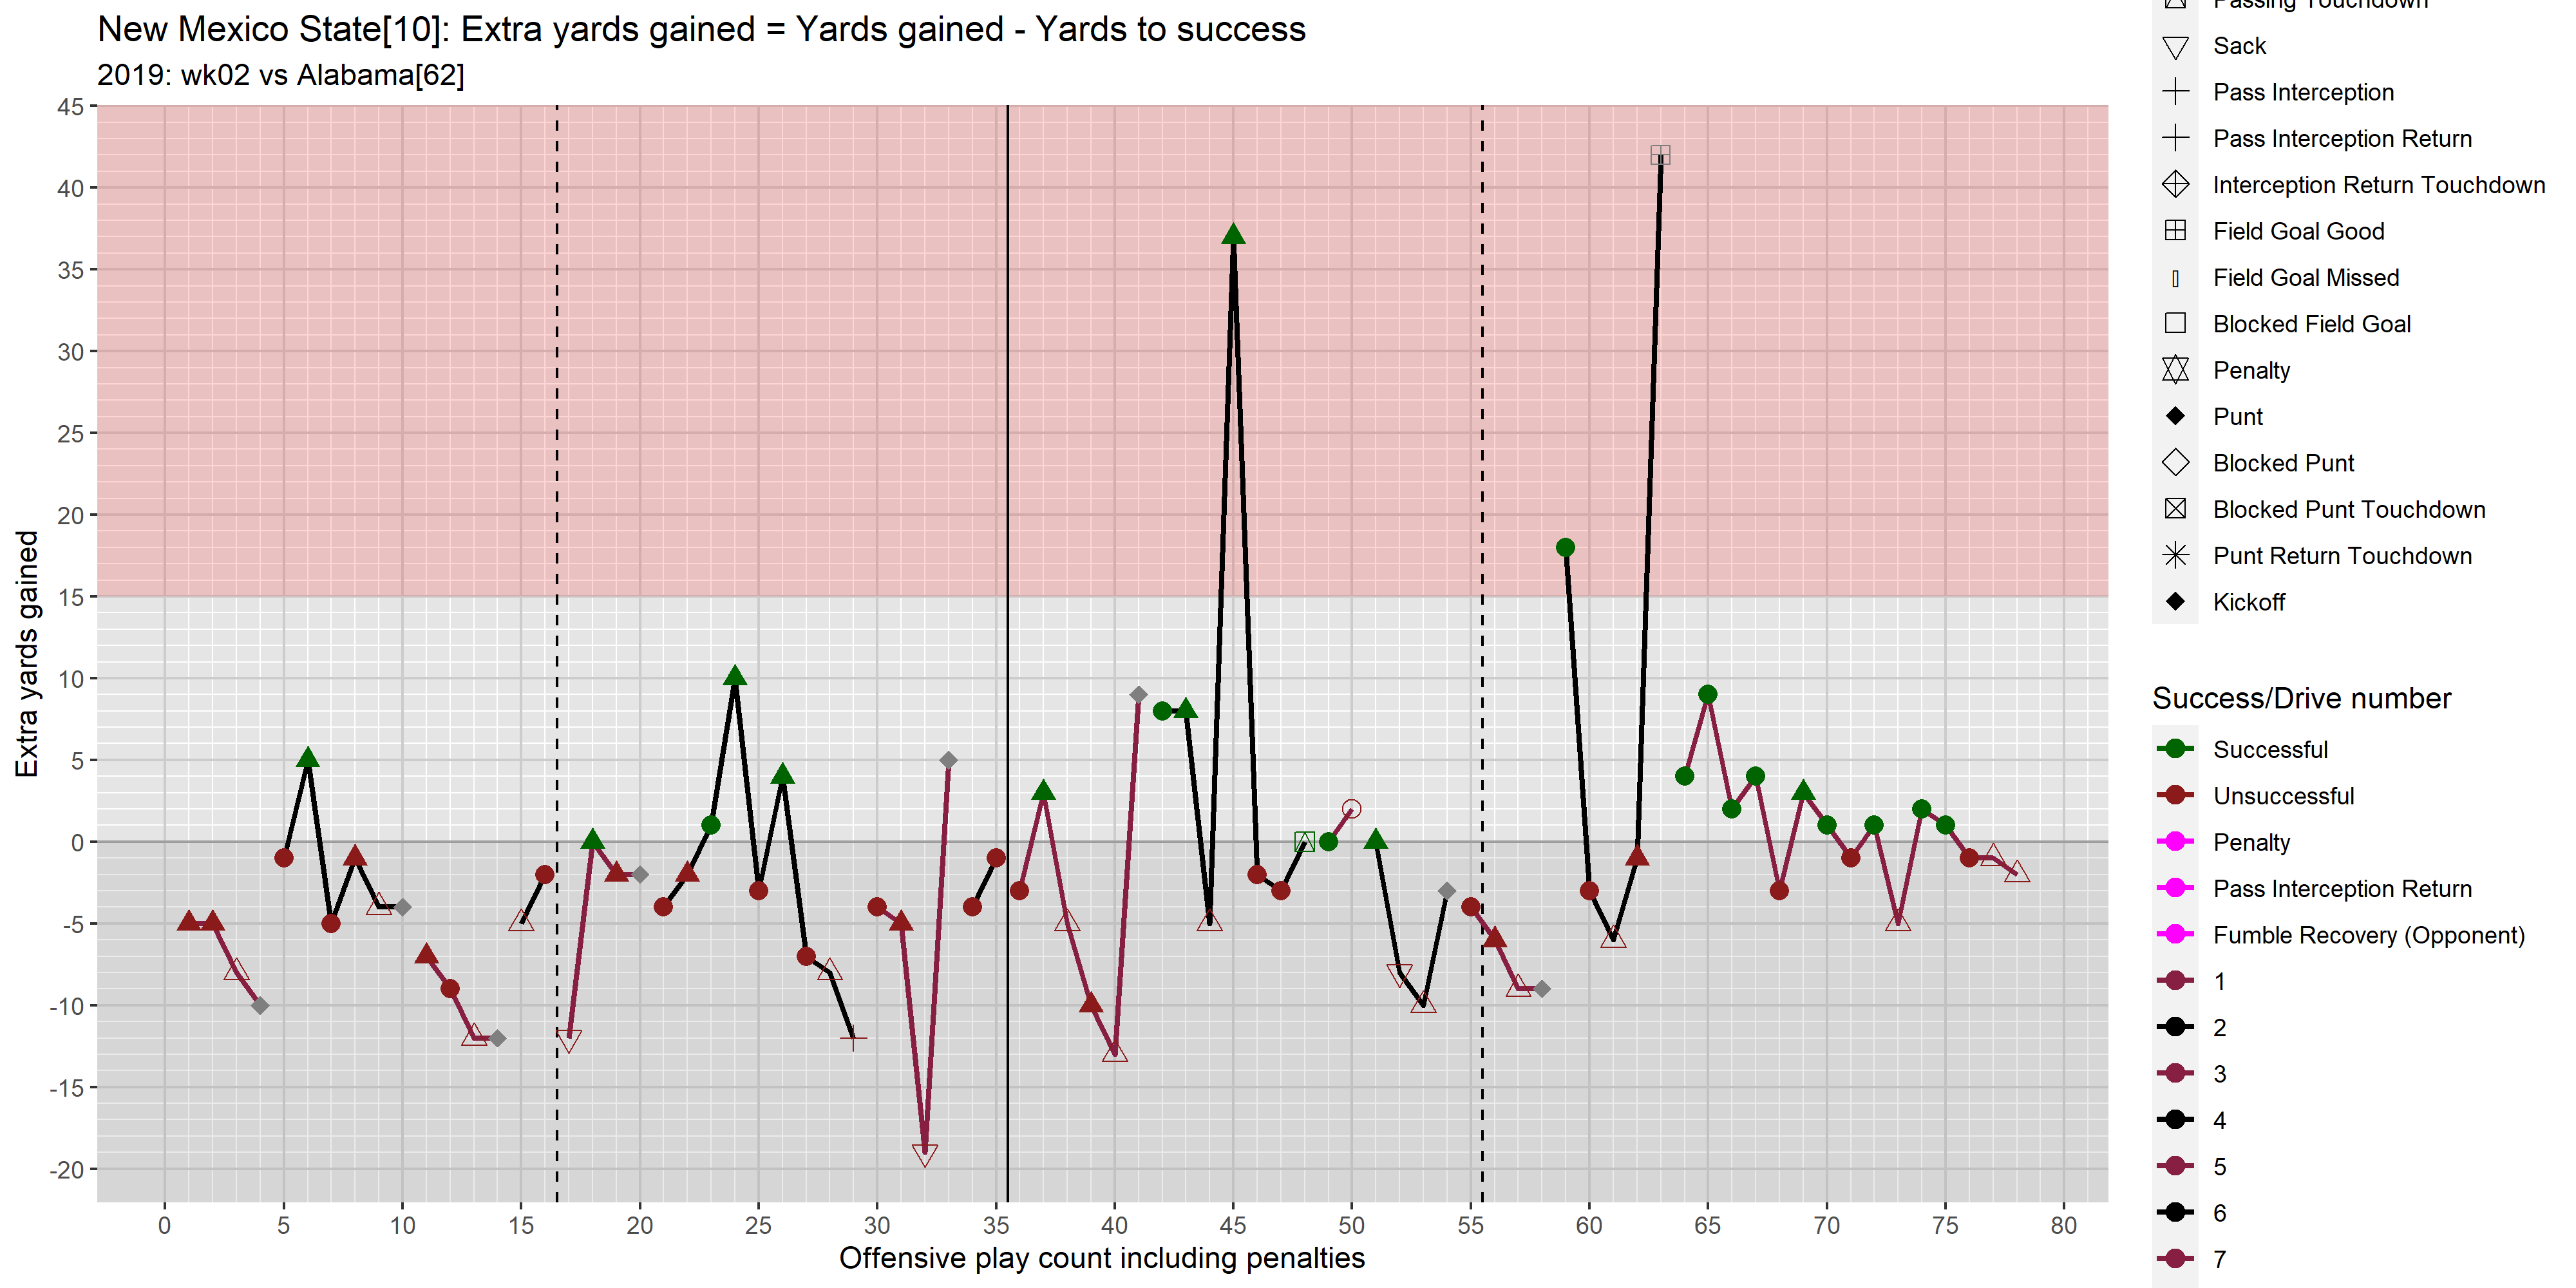 New Mexico State[10]: Extra yards gained = Yards gained - Yards to success
2019: wk02 vs Alabama[62]
45
40
35
30
25
20
15
10
5
0
-5
-10
-15
-20
Extra yards gained
0 5 10 15 20 25 30 35 40 45 50 55 60 65 70 75 80
Offensive play count including penalties
Passing Touchdown
Sack
Pass Interception
Pass Interception Return
Interception Return Touchdown
Field Goal Good
Field Goal Missed
Blocked Field Goal
Penalty
Punt
Blocked Punt
Blocked Punt Touchdown
Punt Return Touchdown
Kickoff
Success/Drive number
Successful
Unsuccessful
Penalty
Pass Interception Return
Fumble Recovery (Opponent)
1
2
3
4
5
6
7